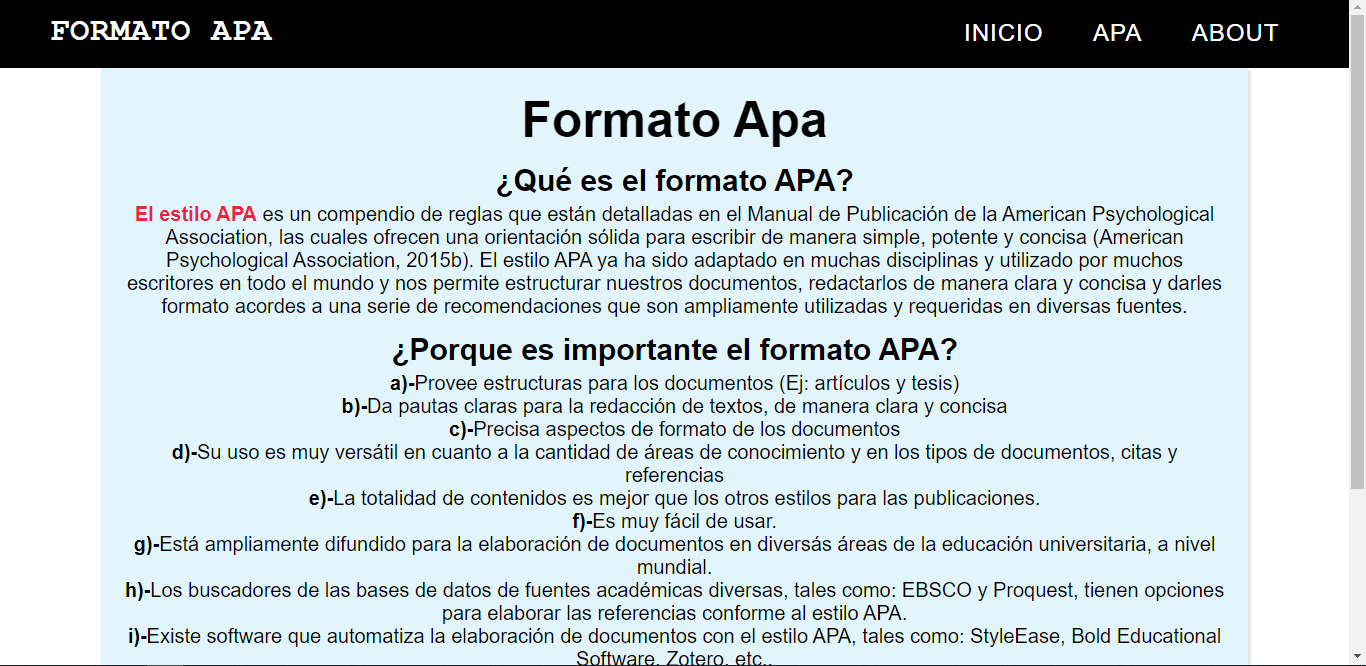 FORMATO APA
INICIO
APA
ABOUT
Formato Apa
¿Qué es el formato APA?
El estilo APA es un compendio de reglas que están detalladas en el Manual de Publicación de la American Psychological
Association, las cuales ofrecen una orientación sólida para escribir de manera simple, potente y concisa (American
Psychological Association, 2015b). El estilo APA ya ha sido adaptado en muchas disciplinas y utilizado por muchos
escritores en todo el mundo y nos permite estructurar nuestros documentos, redactarlos de manera clara y concisa y darles
formato acordes a una serie de recomendaciones que son ampliamente utilizadas y requeridas en diversas fuentes.
¿Porque es importante el formato APA?
a)-Provee estructuras para los documentos (Ej: artículos y tesis)
b)-Da pautas claras para la redacción de textos, de manera clara y concisa
c)-Precisa aspectos de formato de los documentos
d)-Su uso es muy versátil en cuanto a la cantidad de áreas de conocimiento y en los tipos de documentos, citas y
referencias
e)-La totalidad de contenidos es mejor que los otros estilos para las publicaciones.
f)-Es muy fácil de usar.
g)-Está ampliamente difundido para la elaboración de documentos en diversás áreas de la educación universitaria, a nivel
mundial.
h)-Los buscadores de las bases de datos de fuentes académicas diversas, tales como: EBSCO y Proquest, tienen opciones
para elaborar las referencias conforme al estilo APA.
i)-Existe software que automatiza la elaboración de documentos con el estilo APA, tales como: StyleEase, Bold Educational
Software, Zotero, etc..